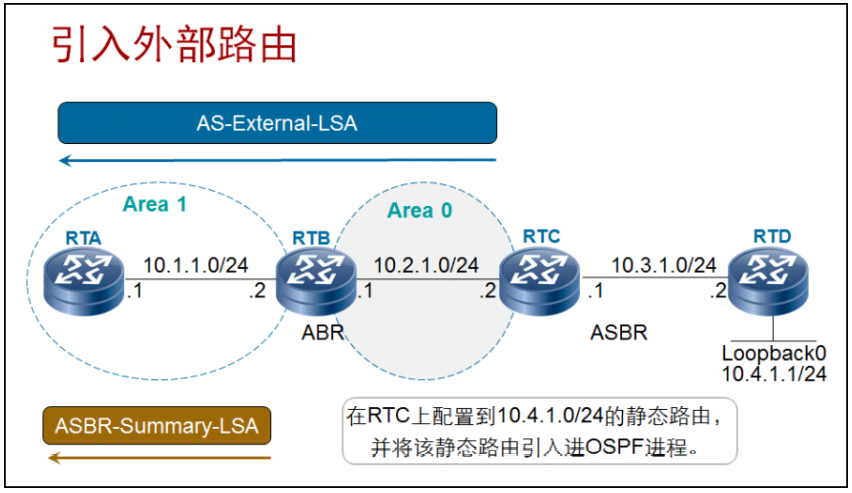 引入外部路由
AS-External-LSA
Area 1
Area 0
RTA
RTB
RTC
RTD
10.1.1.0/24
10.2.1.0/24
10.3.1.0/24
.1
.2
.1
.2
.1
.2
ABR
ASBR
Loopback0
10.4.1.1/24
ASBR-Summary-LSA
在RTC上配置到10.4.1.0/24的静态路由，
并将该静态路由引入进OSPF进程。